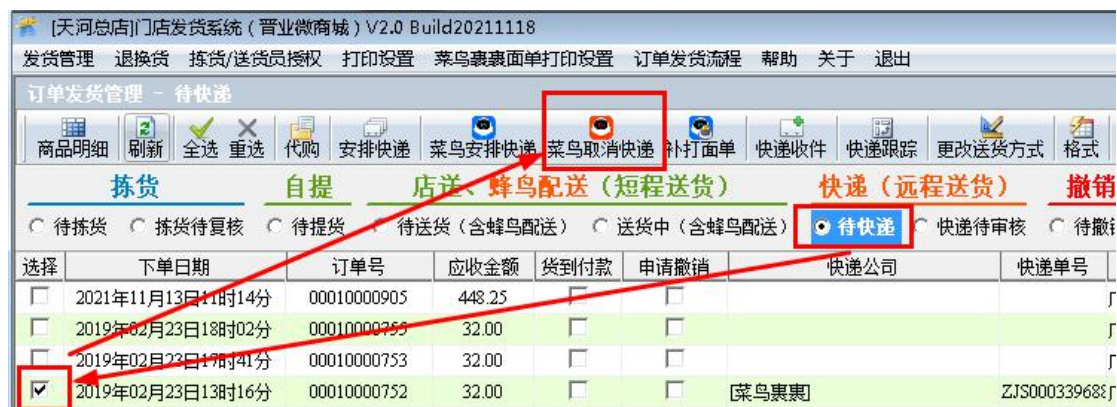 [天河总店]门店发货系统（晋业微商城）V2.0 Build20211118
发货管理 退换货 拣货/送货员授权 打印设置 菜鸟裹裹面单打印设置 订单发货流程 帮助 关于 退出
订单发货管理 - 待快递
商品明细 刷新 全选 重选 代购 安排快递 菜鸟安排快递 菜鸟取消快递 补打面单 快递收件 快递跟踪 更改送货方式 格式
拣货 自提 店送、蜂鸟配送（短程送货） 快递（远程送货） 撤销
待拣货 拣货待复核 待提货 待送货（含蜂鸟配送） 送货中（含蜂鸟配送） 待快递 快递待审核 待撤销
选择 下单日期 订单号 应收金额 货到付款 申请撤销 快递公司 快递单号
2021年11月13日11时14分 00010000905 448.25
2019年02月23日18时02分 00010000755 32.00
2019年02月23日17时41分 00010000753 32.00
2019年02月23日13时16分 00010000752 32.00 [菜鸟裹裹] ZJS000339689